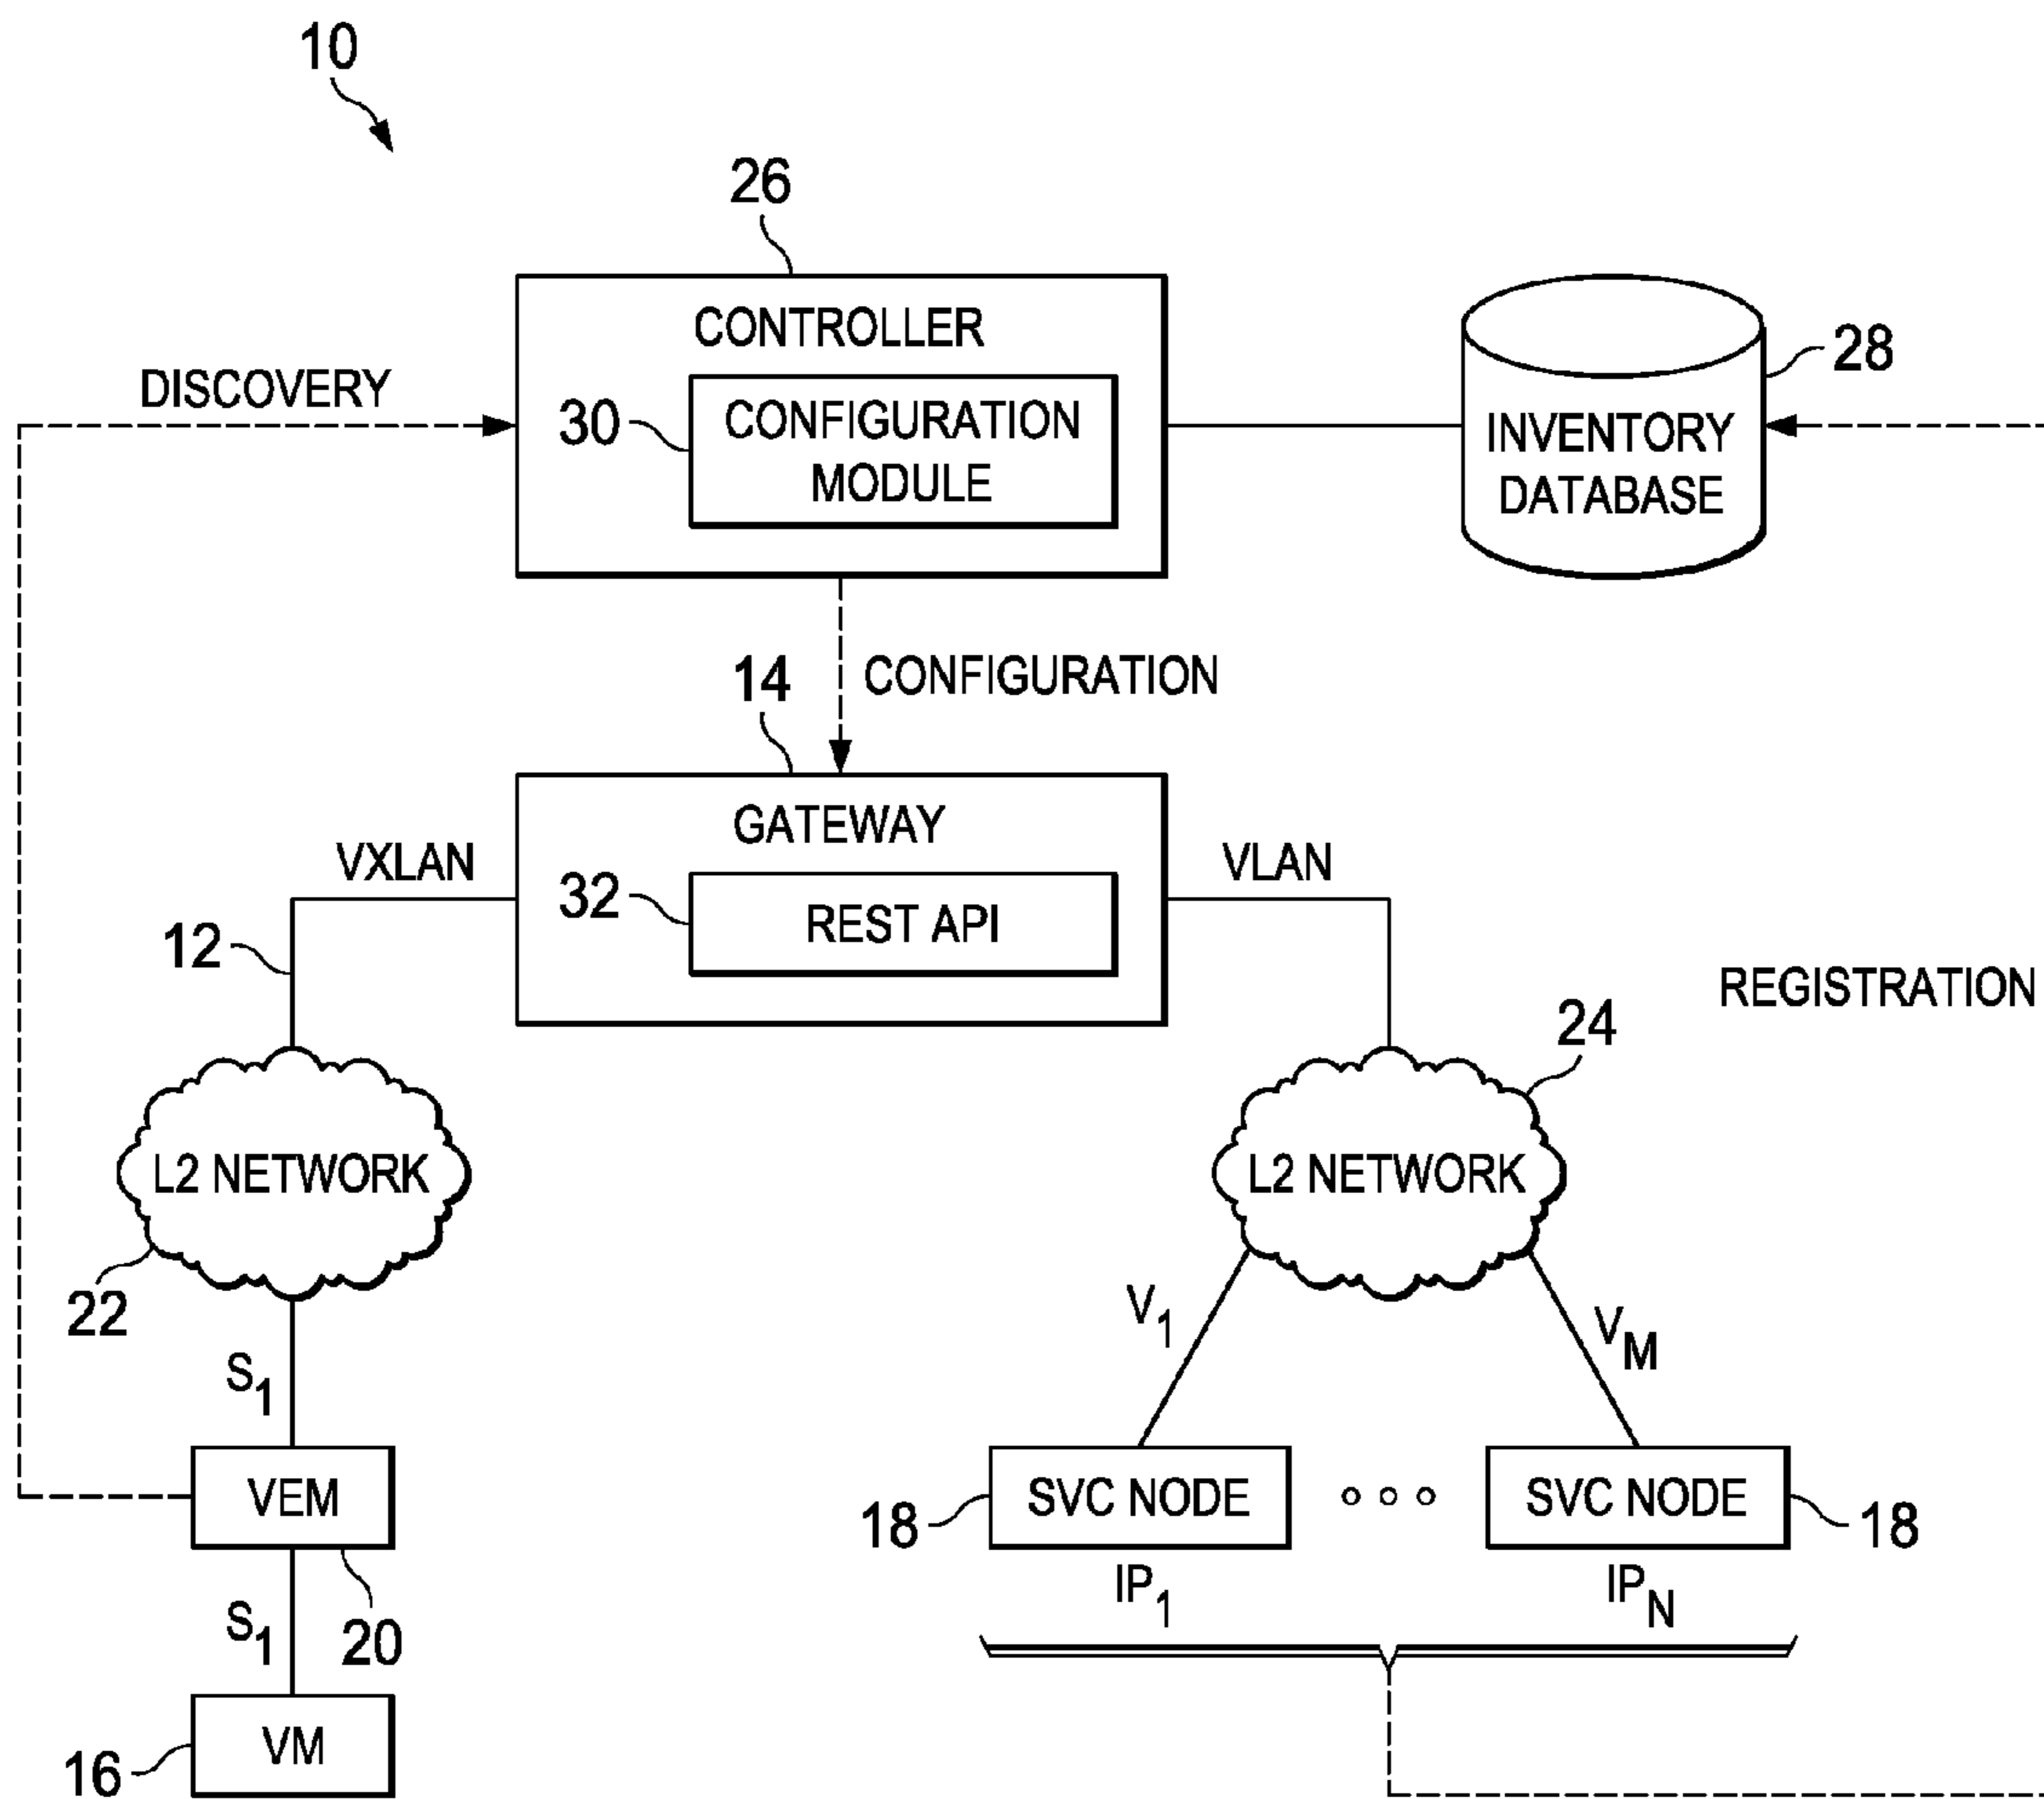 10
26
CONTROLLER
28
DISCOVERY
30
CONFIGURATION
MODULE
INVENTORY
DATABASE
14
CONFIGURATION
GATEWAY
VXLAN
VLAN
32
REST API
12
REGISTRATION
24
L2 NETWORK
L2 NETWORK
22
V1
VM
S1
VEM
SVC NODE
SVC NODE
18
18
IP1
IPN
S1
20
VM
16